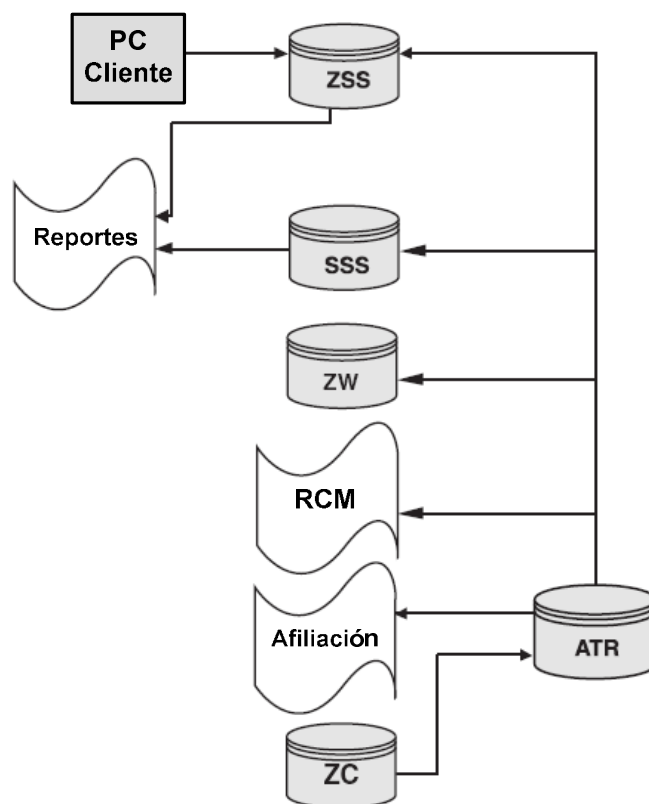 PC
Cliente
ZSS
Reportes
SSS
ZW
RCM
Afiliación
ATR
ZC